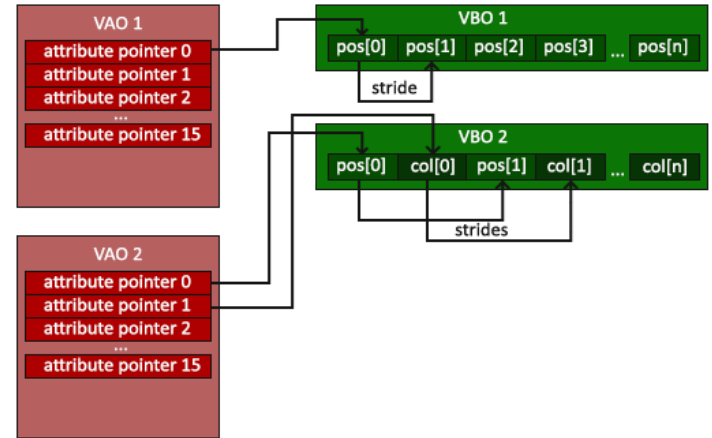 VAO 1
attribute pointer 0
attribute pointer 1
attribute pointer 2
...
attribute pointer 15
VBO 1
pos[0] pos[1] pos[2] pos[3] ... pos[n]
stride
VBO 2
pos[0] col[0] pos[1] col[1] ... col[n]
strides
VAO 2
attribute pointer 0
attribute pointer 1
attribute pointer 2
...
attribute pointer 15